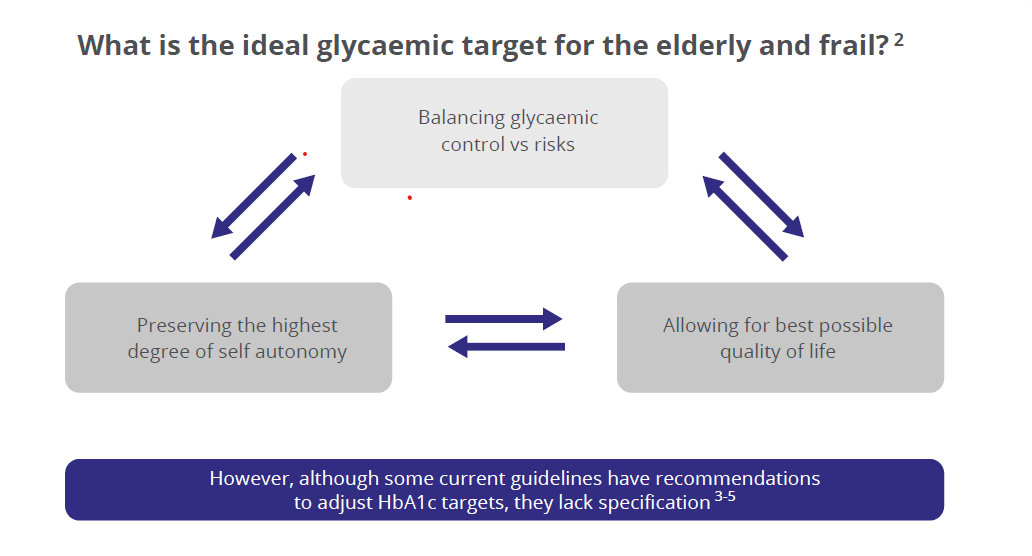 What is the ideal glycaemic target for the elderly and frail? 2
Balancing glycaemic
control vs risks
Preserving the highest
degree of self autonomy
Allowing for best possible
quality of life
However, although some current guidelines have recommendations
to adjust HbA1c targets, they lack specification 3-5